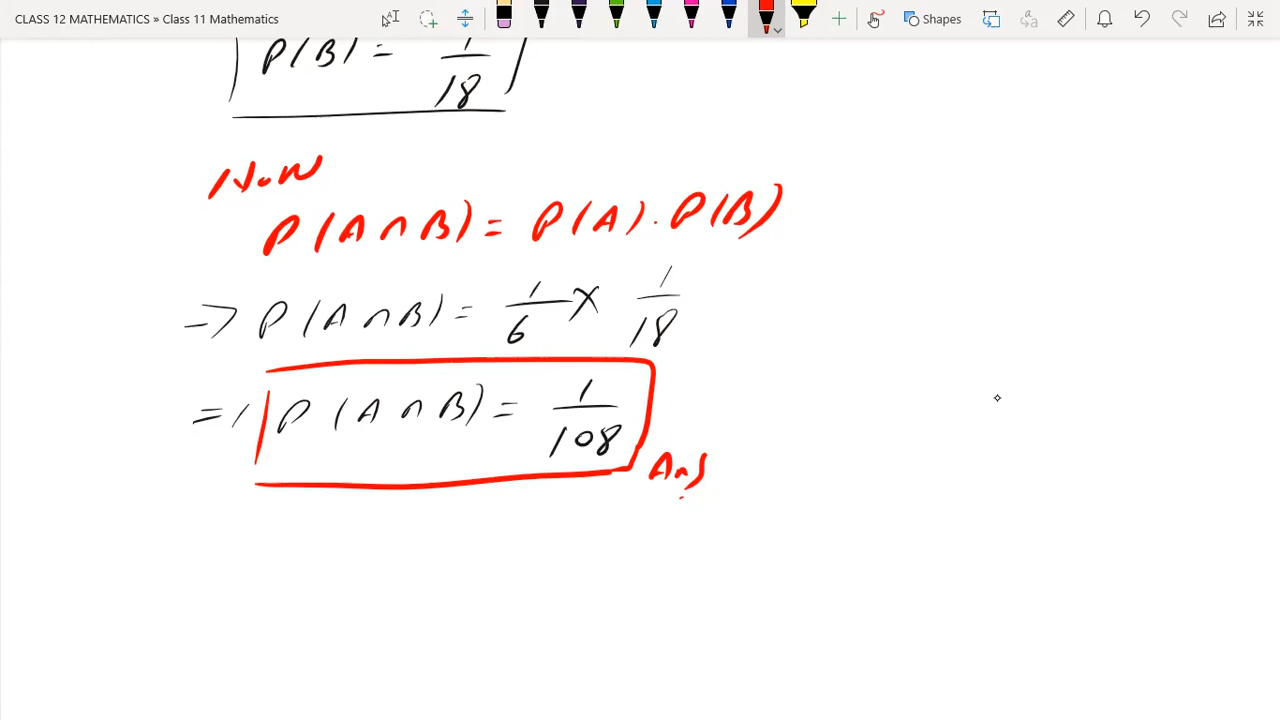 CLASS 12 MATHEMATICS » Class 11 Mathematics
Shapes
P(B) = 1/18
Now
P(A∩B) = P(A).P(B)
→ P(A∩B) = 1/6 × 1/18
=) P(A∩B) = 1/108
Ans